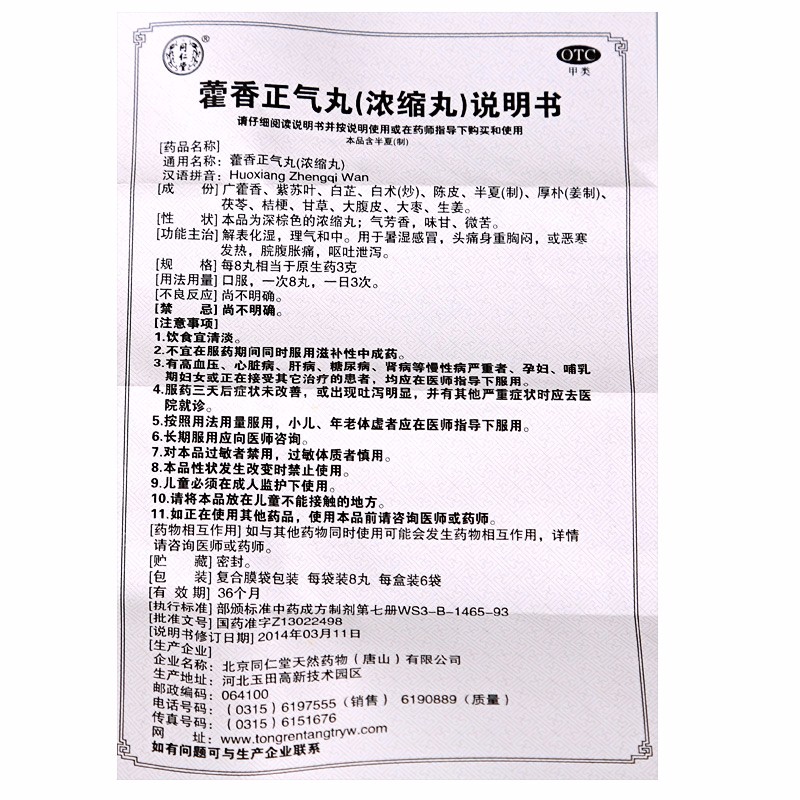 同仁堂
®
OTC
甲类
藿香正气丸(浓缩丸)说明书
请仔细阅读说明书并按说明使用或在药师指导下购买和使用
本品含半夏(制)
[药品名称]
通用名称：藿香正气丸(浓缩丸)
汉语拼音：Huoxiang Zhengqi Wan
[成 份] 广藿香、紫苏叶、白芷、白术(炒)、陈皮、半夏(制)、厚朴(姜制)、
茯苓、桔梗、甘草、大腹皮、大枣、生姜。
[性 状] 本品为深棕色的浓缩丸；气芳香，味甘、微苦。
[功能主治] 解表化湿，理气和中。用于暑湿感冒，头痛身重胸闷，或恶寒
发热，脘腹胀痛，呕吐泄泻。
[规 格] 每8丸相当于原生药3克
[用法用量] 口服，一次8丸，一日3次。
[不良反应] 尚不明确。
[禁 忌] 尚不明确。
[注意事项]
1.饮食宜清淡。
2.不宜在服药期间同时服用滋补性中成药。
3.有高血压、心脏病、肝病、糖尿病、肾病等慢性病严重者、孕妇、哺乳
期妇女或正在接受其它治疗的患者，均应在医师指导下服用。
4.服药三天后症状未改善，或出现吐泻明显，并有其他严重症状时应去医
院就诊。
5.按照用法用量服用，小儿、年老体虚者应在医师指导下服用。
6.长期服用应向医师咨询。
7.对本品过敏者禁用，过敏体质者慎用。
8.本品性状发生改变时禁止使用。
9.儿童必须在成人监护下使用。
10.请将本品放在儿童不能接触的地方。
11.如正在使用其他药品，使用本品前请咨询医师或药师。
[药物相互作用] 如与其他药物同时使用可能会发生药物相互作用，详情
请咨询医师或药师。
[贮 藏] 密封。
[包 装] 复合膜袋包装 每袋装8丸 每盒装6袋
[有 效 期] 36个月
[执行标准] 部颁标准中药成方制剂第七册WS3-B-1465-93
[批准文号] 国药准字Z13022498
[说明书修订日期] 2014年03月11日
[生产企业]
企业名称：北京同仁堂天然药物（唐山）有限公司
生产地址：河北玉田高新技术园区
邮政编码：064100
电话号码：（0315）6197555（销售） 6190889（质量）
传真号码：（0315）6151676
网 址：www.tongrentangtryw.com
如有问题可与生产企业联系